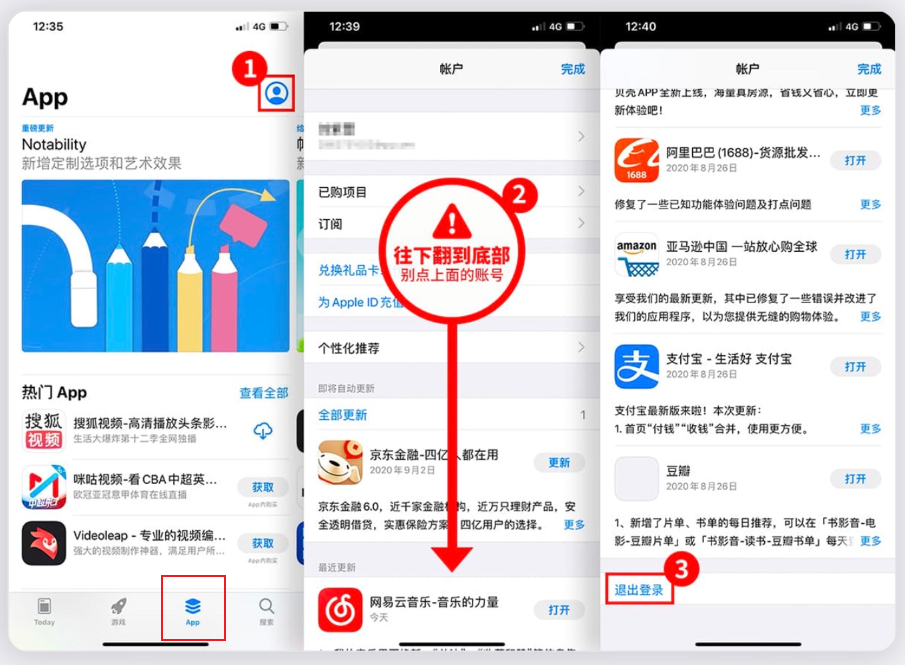 12:35
4G
1
App
重磅更新
Notability
新增定制选项和艺术效果
热门 App
查看全部
搜狐视频
搜狐视频-高清播放头条影...
生活大爆炸第十二季全网独播
咪咕视频-看 CBA 中超英...
欧冠亚冠意甲体育在线直播
获取
App内购买
Videoleap - 专业的视频编...
强大的视频制作神器，满足用户所...
获取
App内购买
Today
游戏
App
搜索
12:39
4G
帐户
完成
2
已购项目
订阅
往下翻到底部
别点上面的账号
兑换礼品卡
为 Apple ID 充值
个性化推荐
即将自动更新
全部更新
1
京东金融-四亿人都在用
2020年9月2日
更新
京东金融6.0，近千家金融机构，近万只理财产品，安
全透明借贷，实惠保险方案，四亿用户的选择。
更多
最近更新
网易云音乐-音乐的力量
今天
打开
12:40
4G
帐户
完成
贝壳APP全新上线，海量真房源，省钱又省心，立即更
新体验吧！
更多
1688
阿里巴巴 (1688)-货源批发...
2020年8月26日
打开
修复了一些已知功能体验问题及打点问题
更多
amazon
亚马逊中国 一站放心购全球
2020年8月26日
打开
享受我们的最新更新，其中已修复了一些错误并改进了
我们的应用程序，以为您提供无缝的购物体验。
更多
支
支付宝 - 生活好 支付宝
2020年8月26日
打开
支付宝最新版来啦！本次更新：
1. 首页“付钱”“收钱”合并，使用更方便。
更多
豆瓣
2020年8月26日
打开
1、新增了片单、书单的每日推荐，可以在「书影音-电
影-豆瓣片单」或「书影音-读书-豆瓣书单」每天
更多
3
退出登录